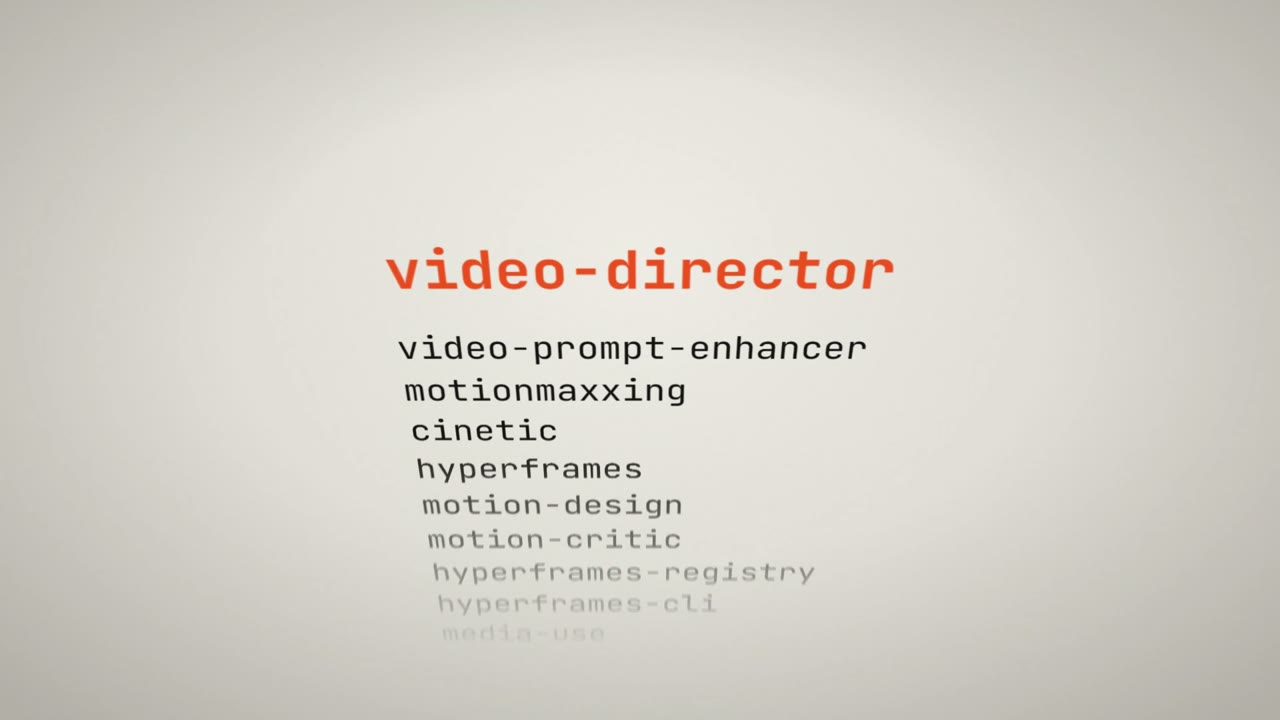 video-director
video-prompt-enhancer
motionmaxxing
cinetic
hyperframes
motion-design
motion-critic
hyperframes-registry
hyperframes-cli
media-use